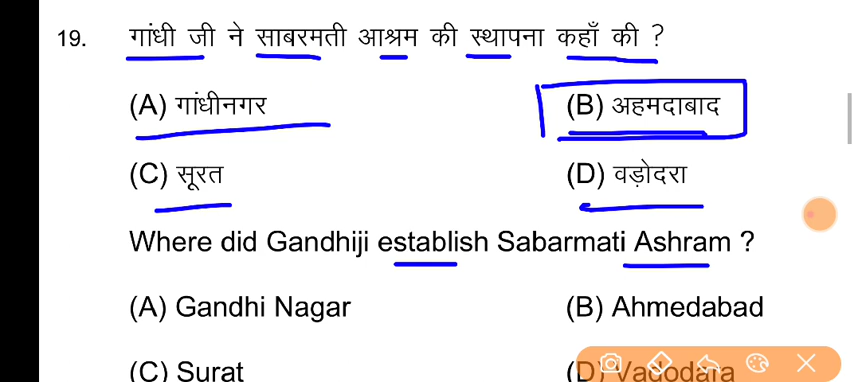 19. गांधी जी ने साबरमती आश्रम की स्थापना कहाँ की ?
(A) गांधीनगर (B) अहमदाबाद
(C) सूरत (D) वड़ोदरा
Where did Gandhiji establish Sabarmati Ashram ?
(A) Gandhi Nagar (B) Ahmedabad
(C) Surat (D) Vadodara